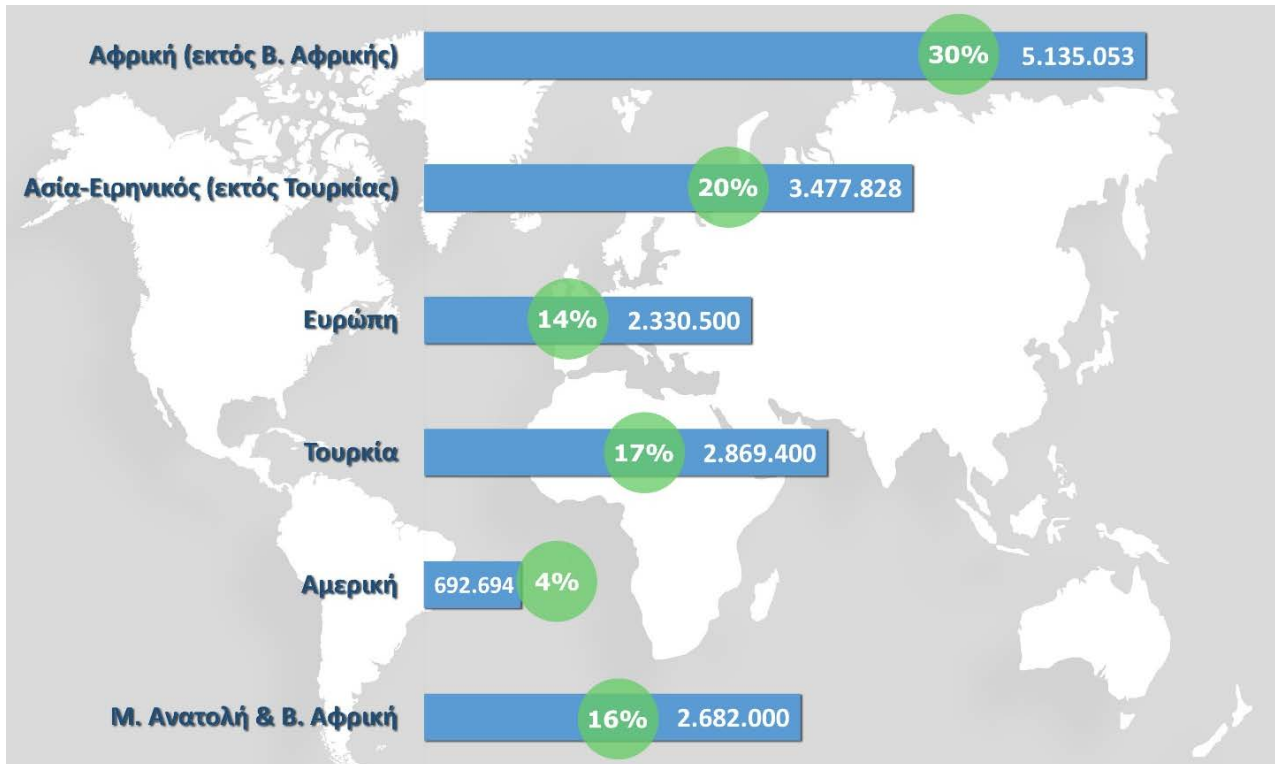 Αφρική (εκτός Β. Αφρικής) 30% 5.135.053
Ασία-Ειρηνικός (εκτός Τουρκίας) 20% 3.477.828
Ευρώπη 14% 2.330.500
Τουρκία 17% 2.869.400
Αμερική 692.694 4%
Μ. Ανατολή & Β. Αφρική 16% 2.682.000